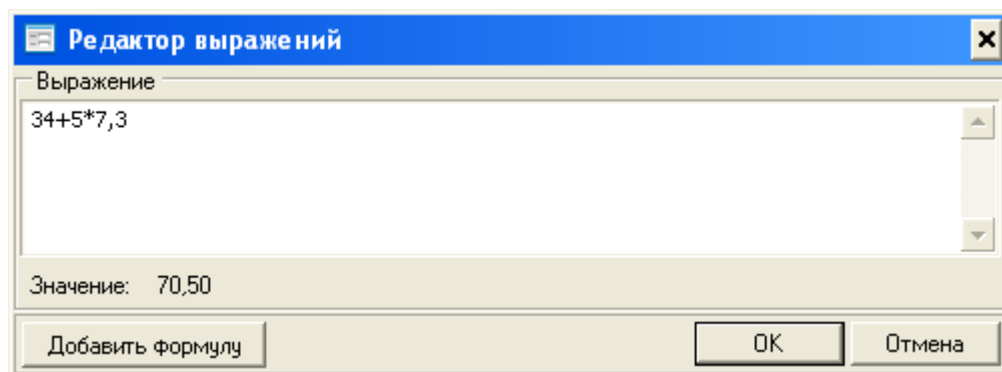 Редактор выражений
Выражение
34+5*7,3
Значение: 70,50
Добавить формулу OK Отмена